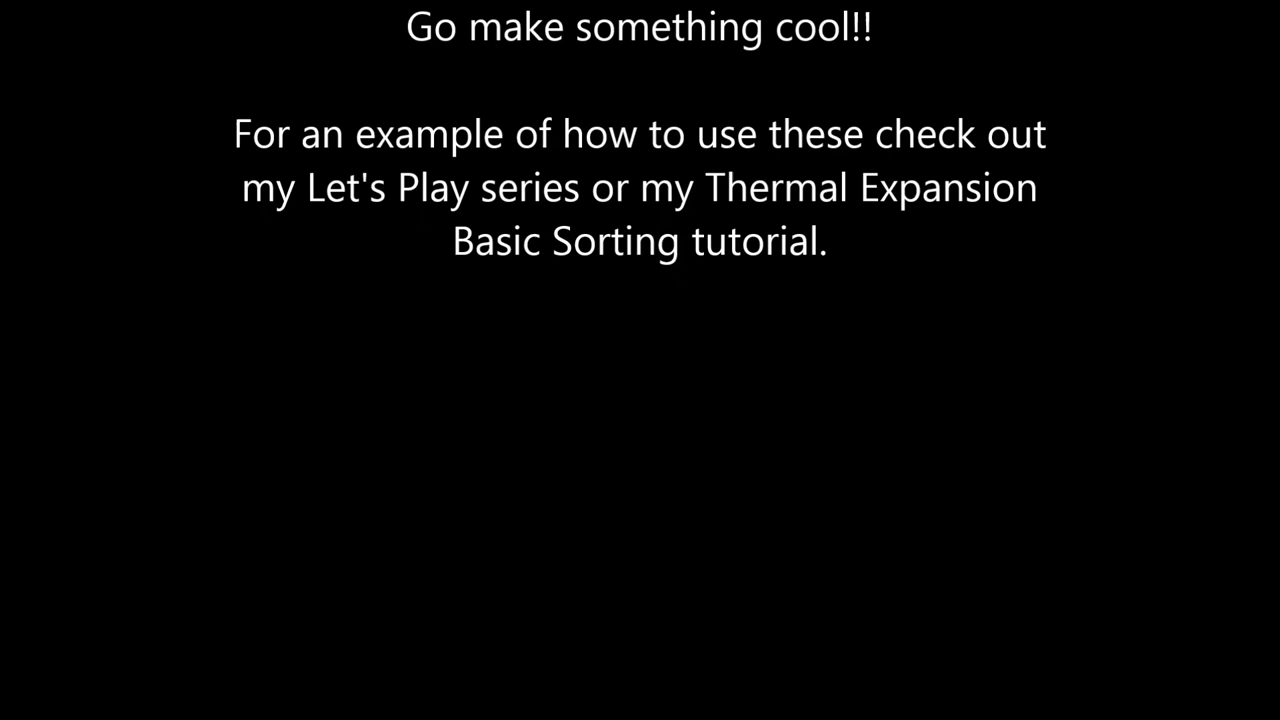 Go make something cool!!
For an example of how to use these check out
my Let's Play series or my Thermal Expansion
Basic Sorting tutorial.